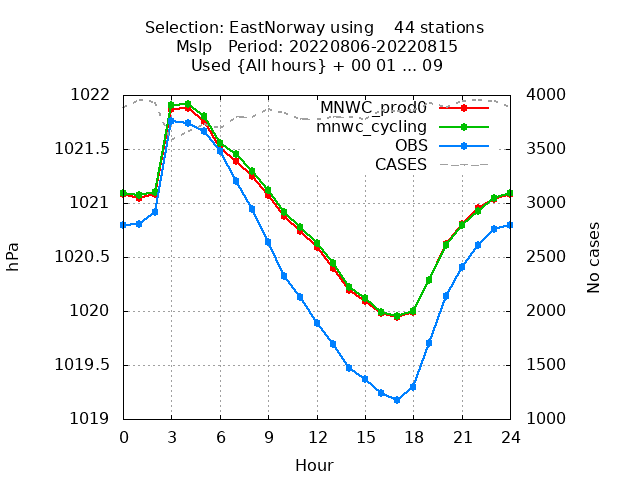 Selection: EastNorway using    44 stations
Mslp   Period: 20220806-20220815
Used {All hours} + 00 01 ... 09
1022
1021.5
1021
1020.5
1020
1019.5
1019
hPa
4000
3500
3000
2500
2000
1500
1000
No cases
MNWC_prod0
mnwc_cycling
OBS
CASES
0 3 6 9 12 15 18 21 24
Hour